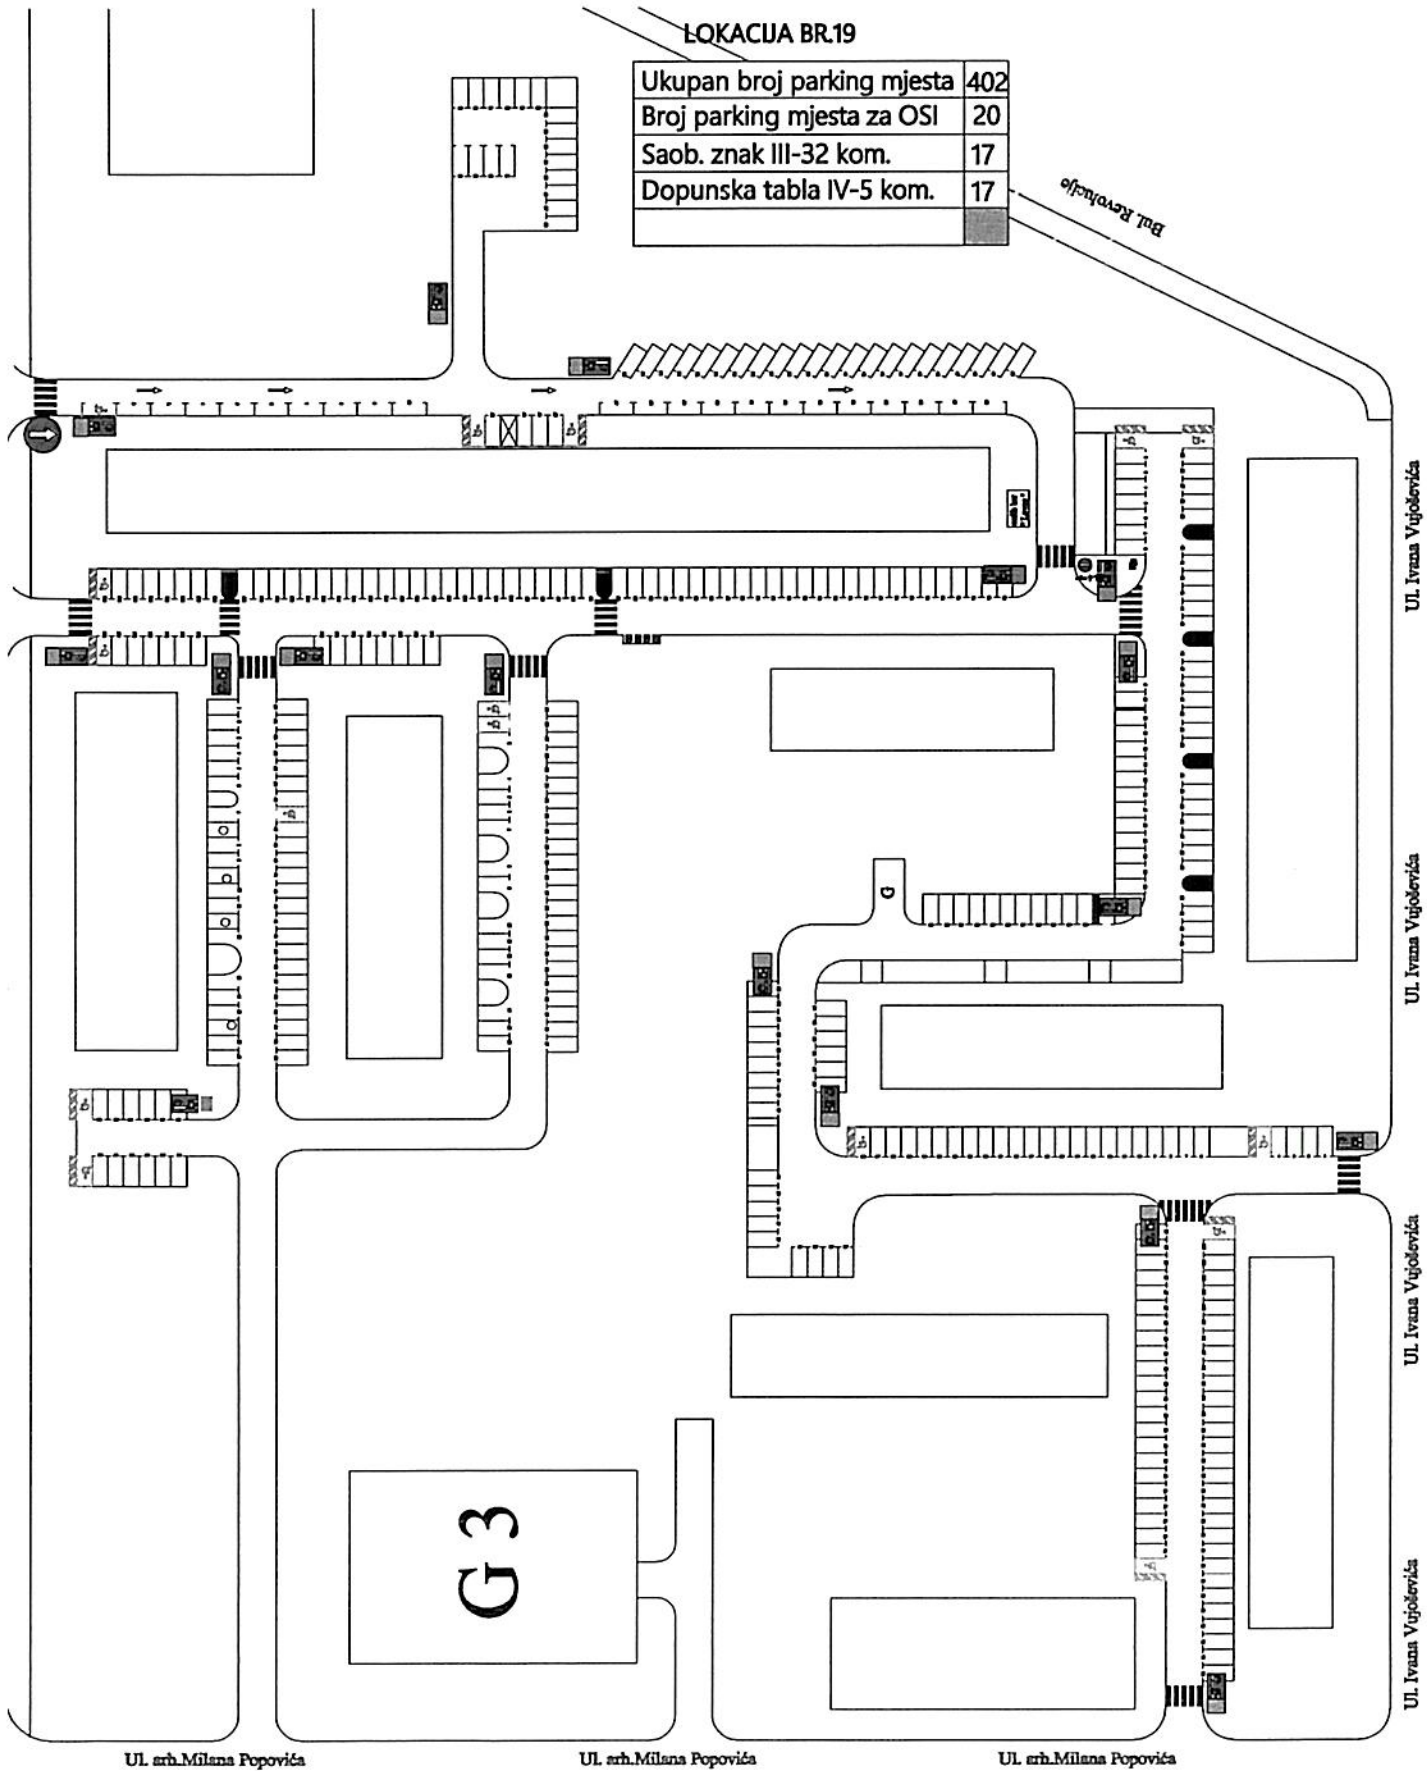 LOKACIJA BR.19
Ukupan broj parking mjesta 402
Broj parking mjesta za OSI 20
Saob. znak III-32 kom. 17
Dopunska tabla IV-5 kom. 17
Bul. Revolucije
Ul. Ivana Vujoševića
Ul. Ivana Vujoševića
G
Ul. Ivana Vujoševića
G 3
Ul. Ivana Vujoševića
Ul. arh.Milana Popovića
Ul. arh.Milana Popovića
Ul. arh.Milana Popovića